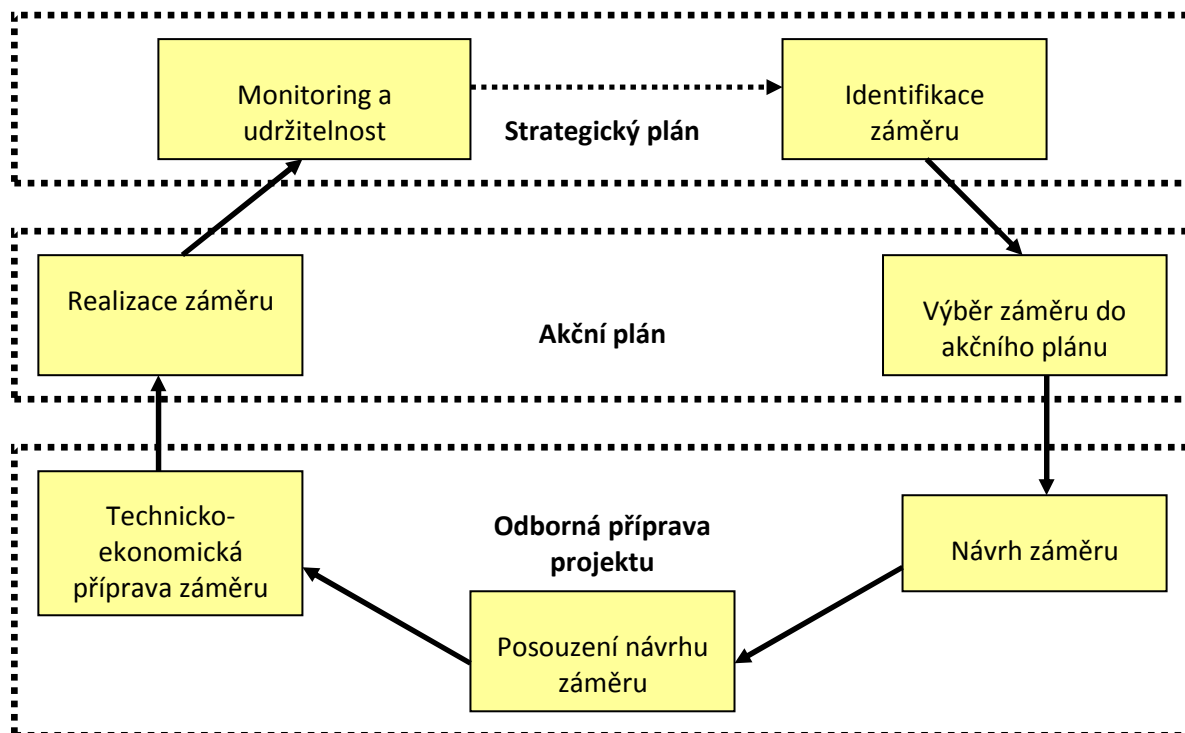 Monitoring a
udržitelnost
Strategický plán
Identifikace
záměru
Realizace záměru
Akční plán
Výběr záměru do
akčního plánu
Technicko-
ekonomická
příprava záměru
Odborná příprava
projektu
Návrh záměru
Posouzení návrhu
záměru